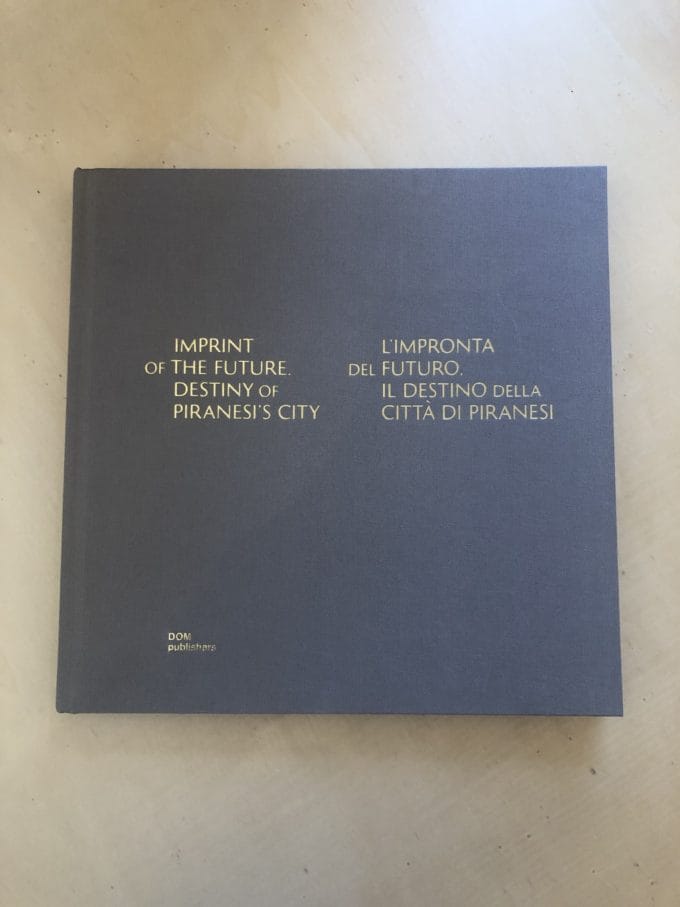 IMPRINT
OF THE FUTURE.
DESTINY OF
PIRANESI'S CITY
L'IMPRONTA
DEL FUTURO.
IL DESTINO DELLA
CITTÀ DI PIRANESI
DOM
publishers